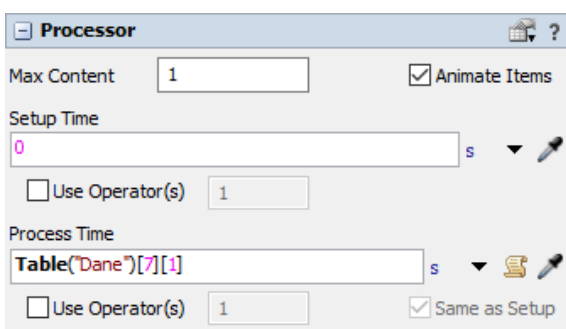 Processor ?
Max Content 1 Animate Items
Setup Time
0 s
Use Operator(s) 1
Process Time
Table("Dane")[7][1] s
Use Operator(s) 1 Same as Setup